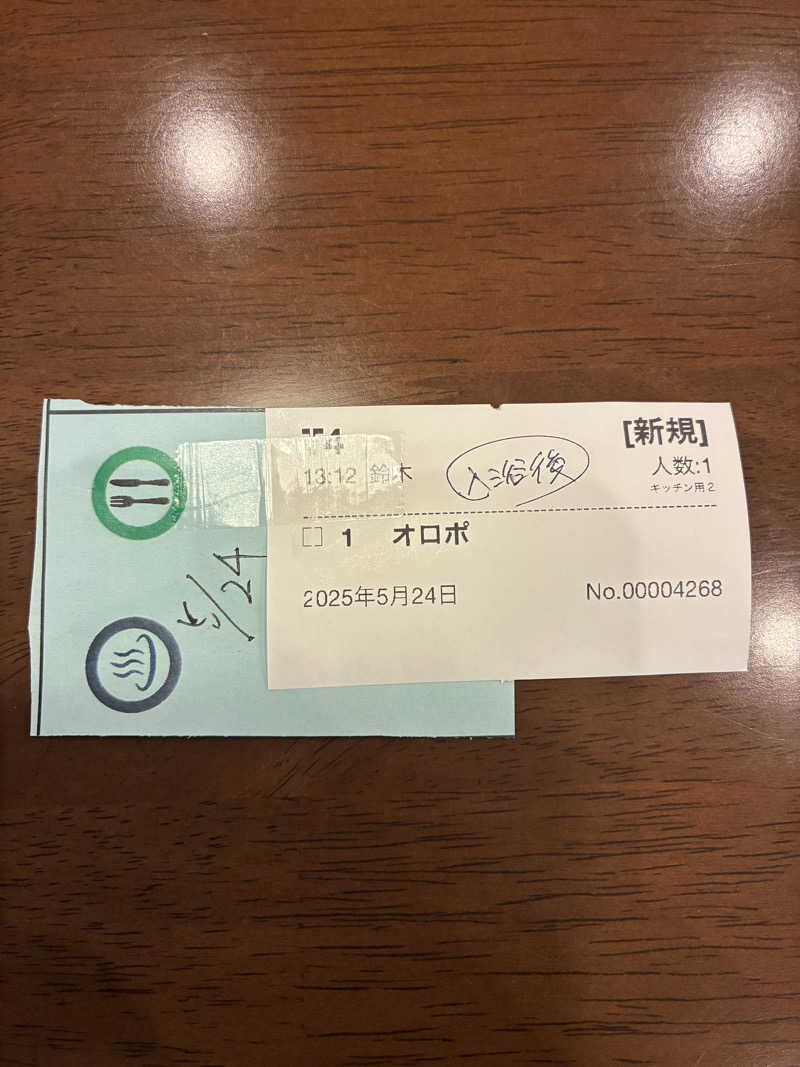 [新規]
13:12 鈴木
入浴後
人数:1
キッチン用2
1 オロポ
2025年5月24日
No.00004268
5/24